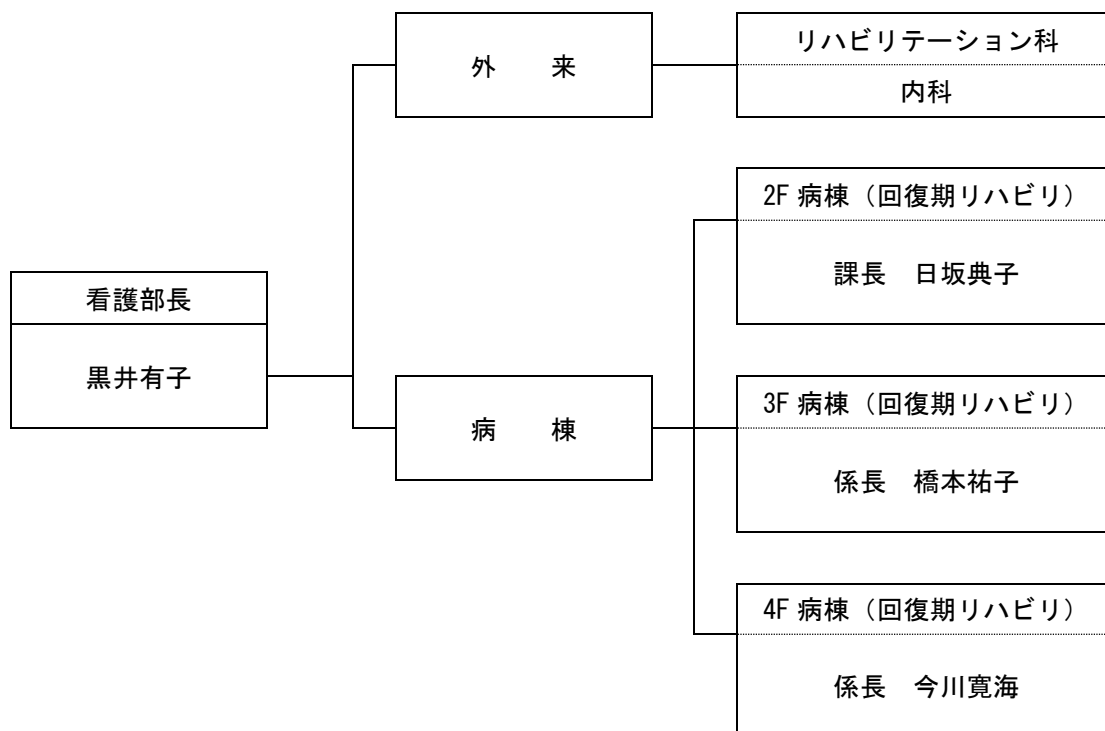 外　　来
リハビリテーション科
内科
2F 病棟（回復期リハビリ）
課長　日坂典子
看護部長
黒井有子
病　　棟
3F 病棟（回復期リハビリ）
係長　橋本祐子
4F 病棟（回復期リハビリ）
係長　今川寛海